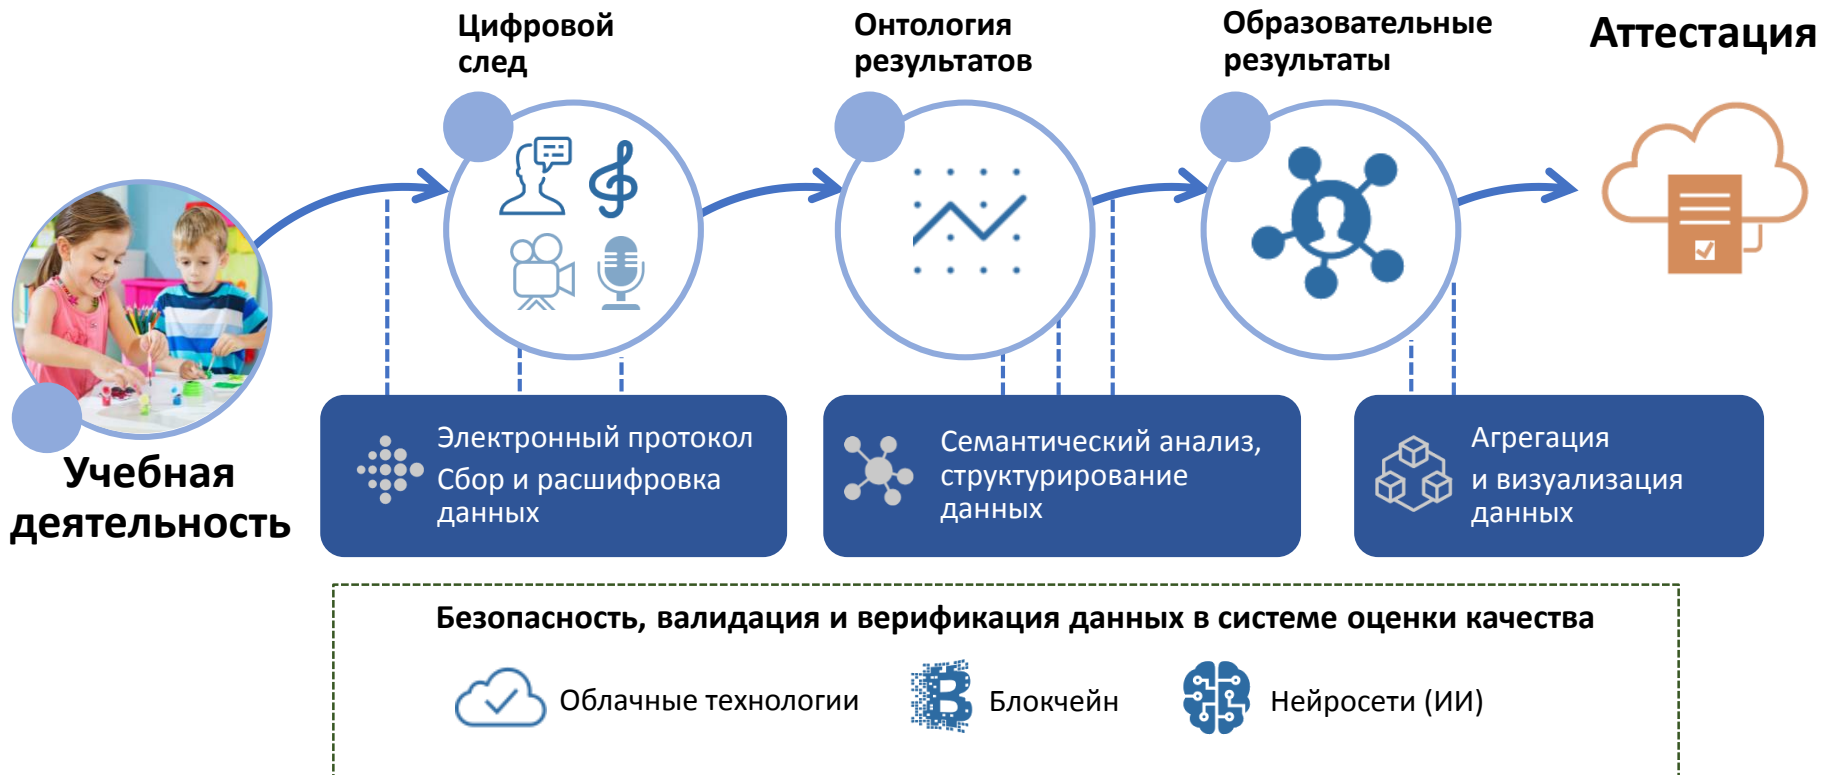 Цифровой
след
Онтология
результатов
Образовательные
результаты
Аттестация
Учебная
деятельность
Электронный протокол
Сбор и расшифровка
данных
Семантический анализ,
структурирование
данных
Агрегация
и визуализация
данных
Безопасность, валидация и верификация данных в системе оценки качества
Облачные технологии
Блокчейн
Нейросети (ИИ)